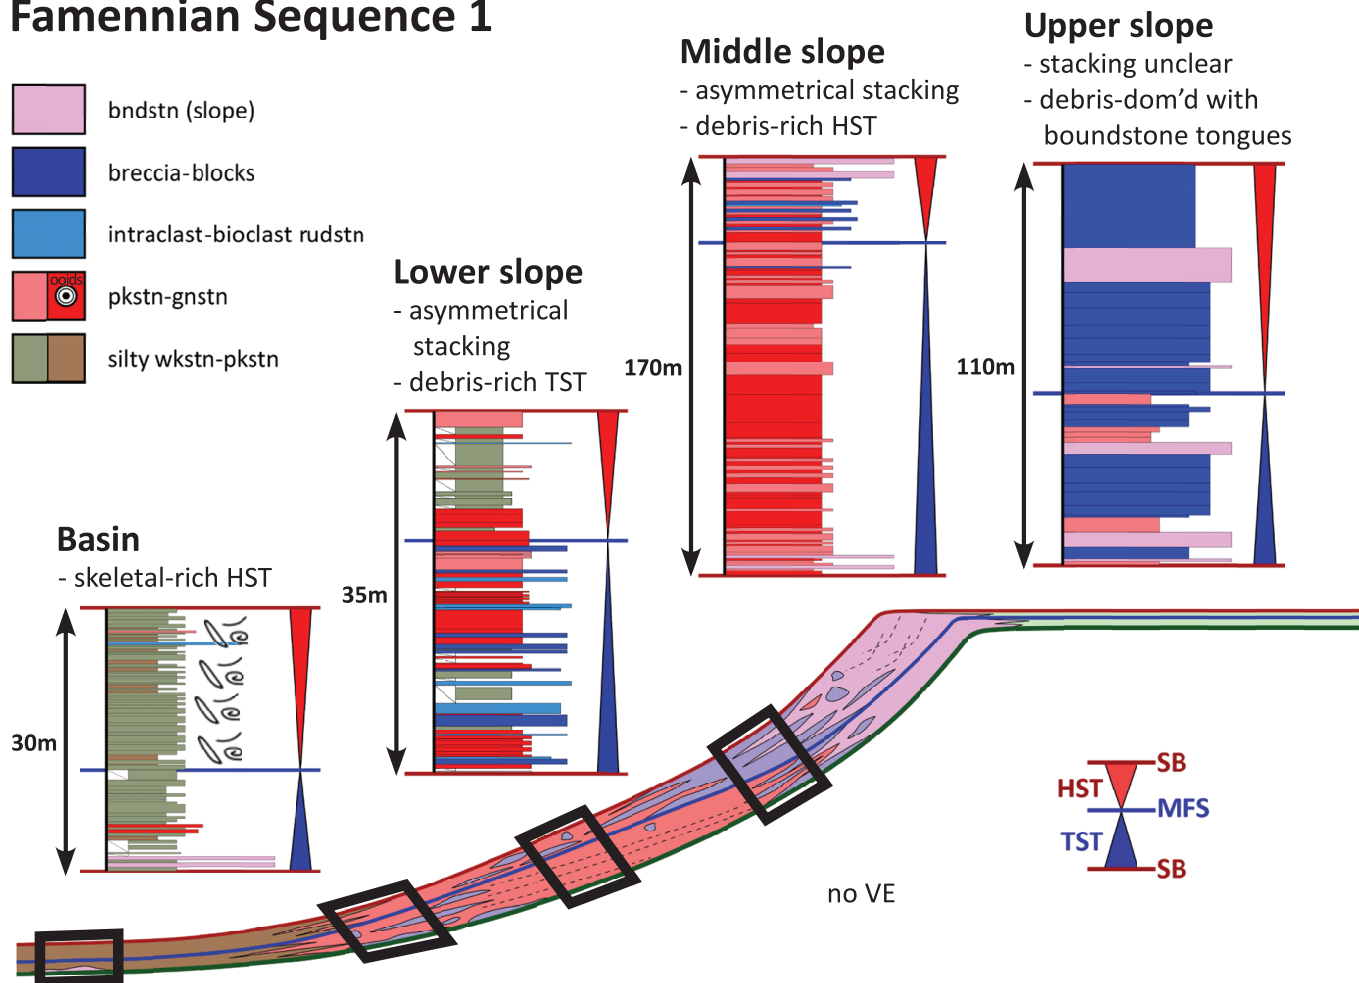 Famennian Sequence 1
bndstn (slope)
breccia-blocks
intraclast-bioclast rudstn
ooids
pkstn-gnstn
silty wkstn-pkstn
Basin
- skeletal-rich HST
30m
Lower slope
- asymmetrical
stacking
- debris-rich TST
35m
Middle slope
- asymmetrical stacking
- debris-rich HST
170m
Upper slope
- stacking unclear
- debris-dom'd with
boundstone tongues
110m
no VE
SB
HST
MFS
TST
SB